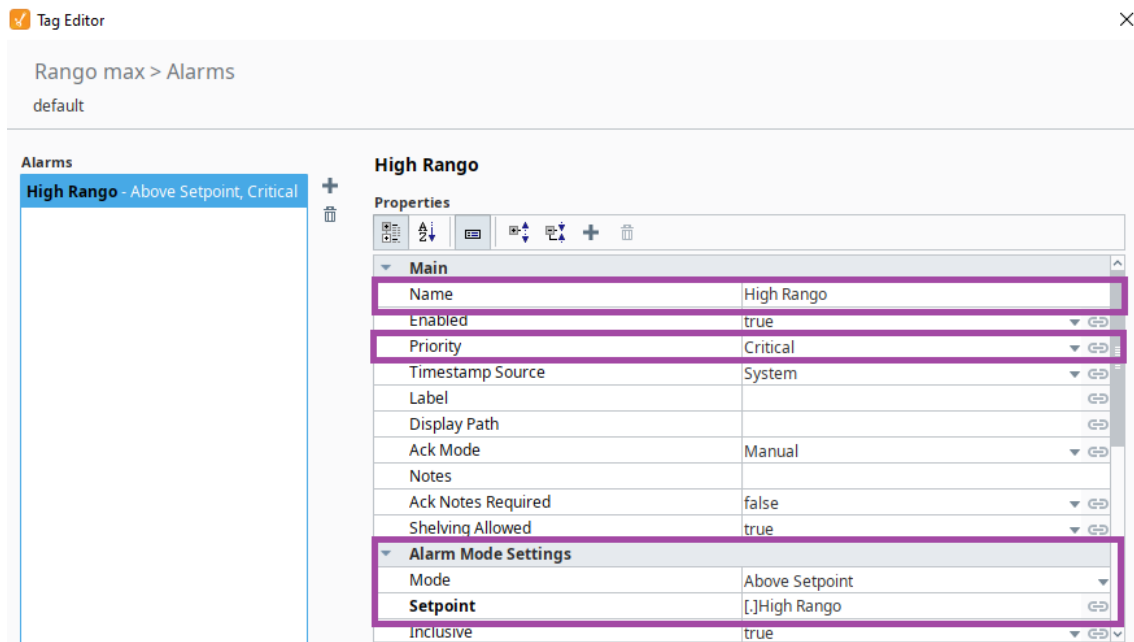 Tag Editor
Rango max > Alarms
default
Alarms
High Rango - Above Setpoint, Critical
High Rango
Properties
Main
Name High Rango
Enabled true
Priority Critical
Timestamp Source System
Label
Display Path
Ack Mode Manual
Notes
Ack Notes Required false
Shelving Allowed true
Alarm Mode Settings
Mode Above Setpoint
Setpoint [.]High Rango
Inclusive true